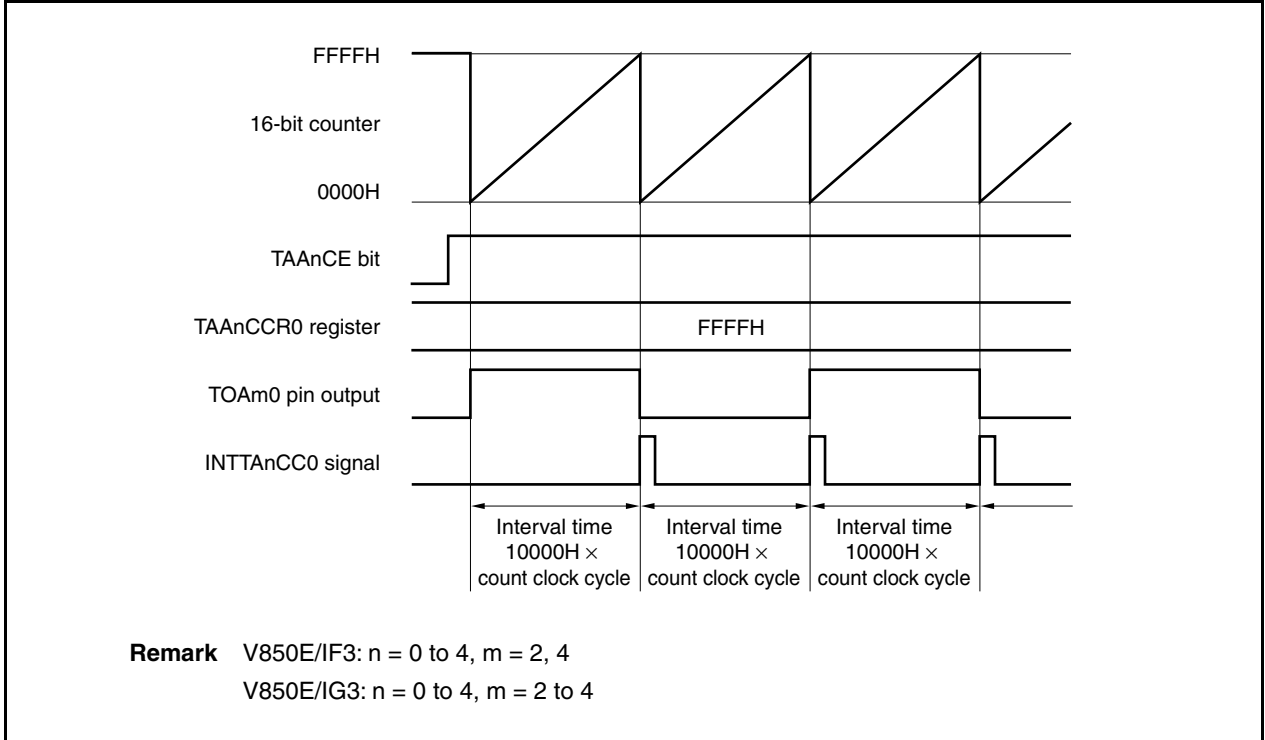 FFFFH
16-bit counter
0000H
TAAnCE bit
TAAnCCR0 register
FFFFH
TOAm0 pin output
INTTAnCC0 signal
Interval time
10000H ×
count clock cycle
Interval time
10000H ×
count clock cycle
Interval time
10000H ×
count clock cycle
Remark V850E/IF3: n = 0 to 4, m = 2, 4
V850E/IG3: n = 0 to 4, m = 2 to 4